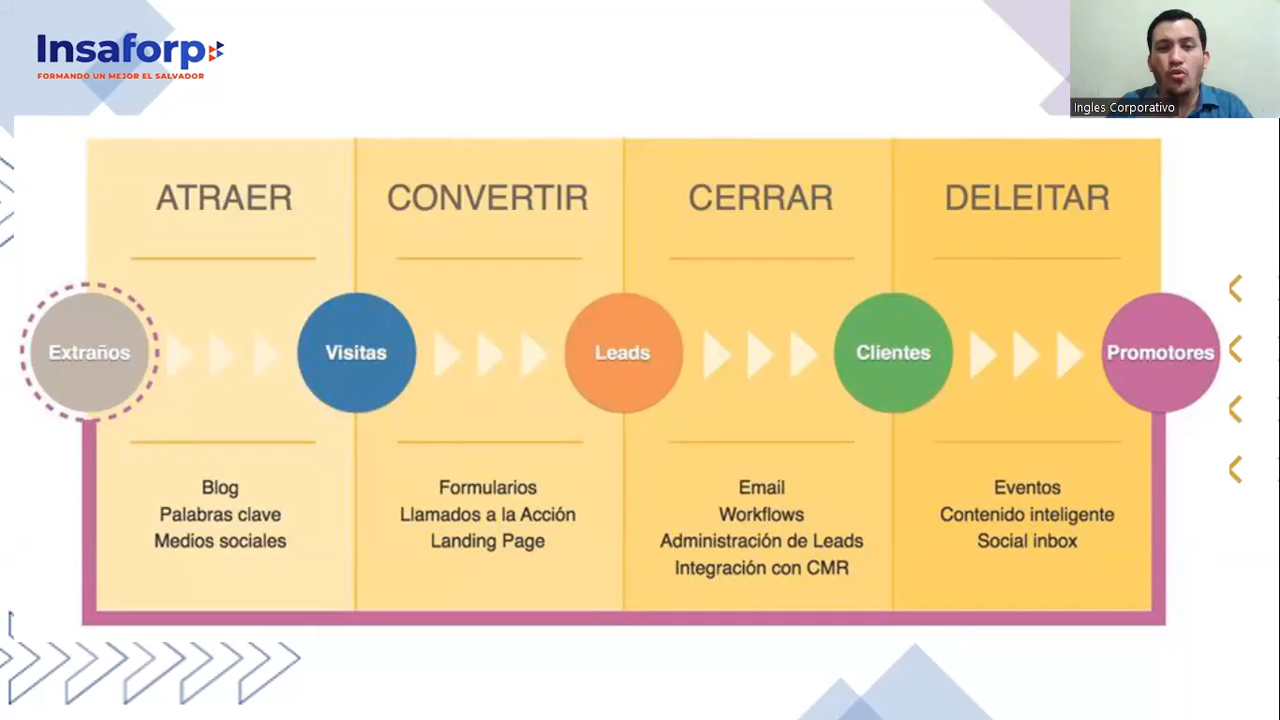 Insaforp
FORMANDO UN MEJOR EL SALVADOR
Ingles Corporativo
ATRAER
CONVERTIR
CERRAR
DELEITAR
Extraños
Visitas
Leads
Clientes
Promotores
Blog
Palabras clave
Medios sociales
Formularios
Llamados a la Acción
Landing Page
Email
Workflows
Administración de Leads
Integración con CMR
Eventos
Contenido inteligente
Social inbox